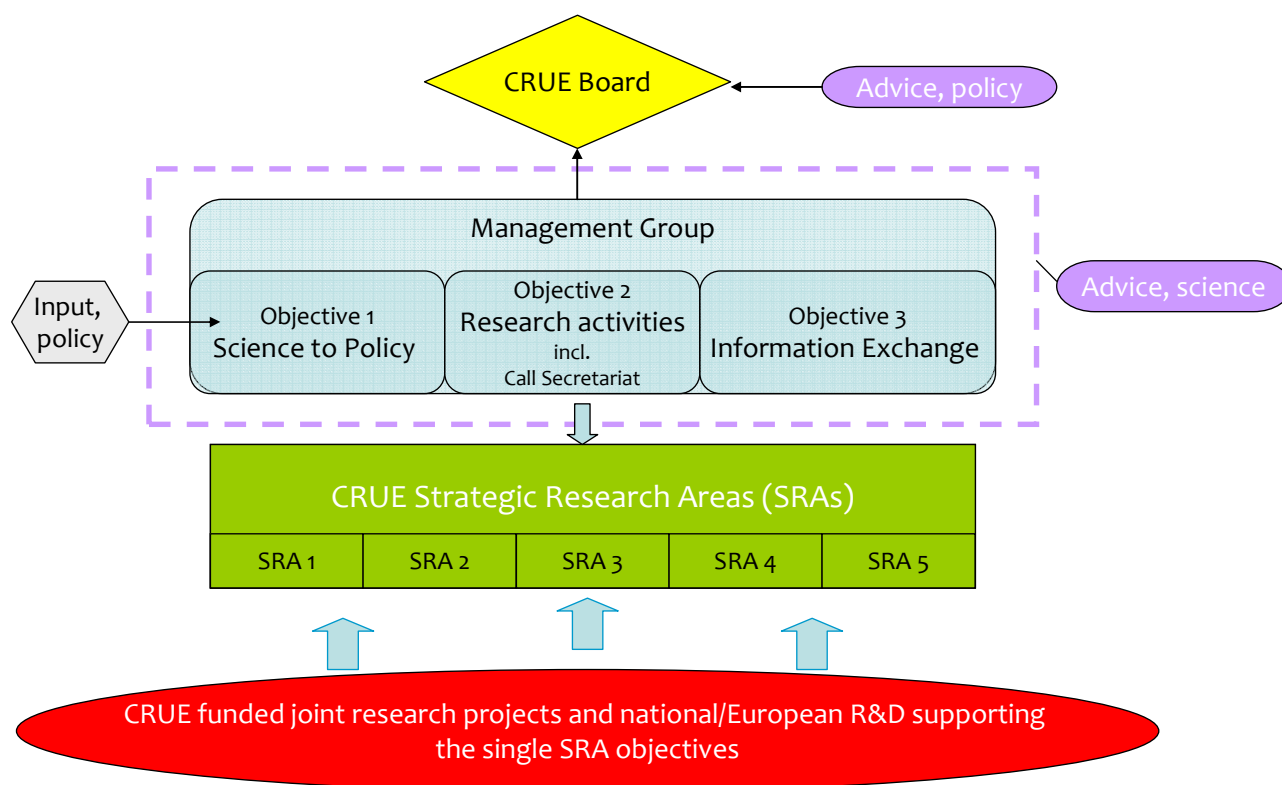 CRUE Board
Advice, policy
Management Group
Input,
policy
Objective 1
Science to Policy
Objective 2
Research activities
incl.
Call Secretariat
Objective 3
Information Exchange
Advice, science
CRUE Strategic Research Areas (SRAs)
SRA 1
SRA 2
SRA 3
SRA 4
SRA 5
CRUE funded joint research projects and national/European R&D supporting
the single SRA objectives